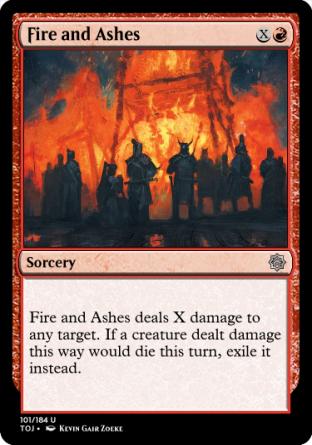 Fire and Ashes
X R
Sorcery
Fire and Ashes deals X damage to
any target. If a creature dealt damage
this way would die this turn, exile it
instead.
101/184 U
TOJ • Kevin Gair Zoeke